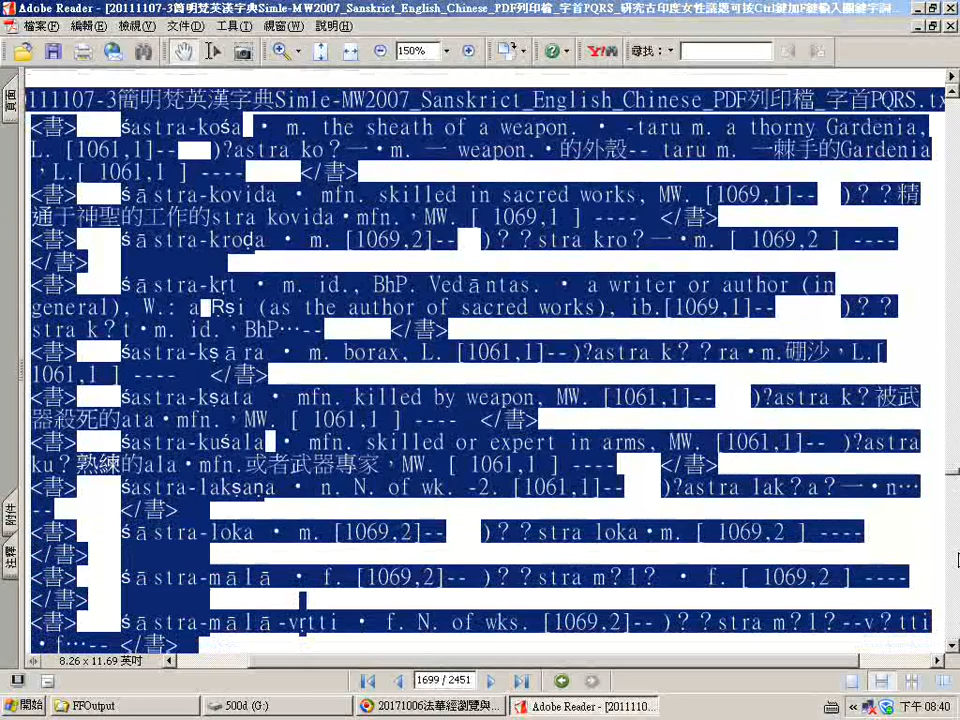 Adobe Reader - [20111107-3簡明梵英漢字典Simle-MW2007_Sanskrict_English_Chinese_PDF列印檔_字首PQRS_研究古印度女性議題可按Ctrl鍵加F鍵輸入關鍵字詞...
檔案(F) 編輯(E) 檢視(V) 文件(D) 工具(T) 視窗(W) 說明(H)
150% 尋找：
111107-3簡明梵英漢字典Simle-MW2007_Sanskrict_English_Chinese_PDF列印檔_字首PQRS.tx
<書> śastra-kośa • m. the sheath of a weapon. • -taru m. a thorny Gardenia,
L. [1061,1]-- )?astra ko?一•m. 一 weapon.•的外殼-- taru m. 一棘手的Gardenia
，L.[ 1061,1 ] ---- </書>
<書> śāstra-kovida • mfn. skilled in sacred works, MW. [1069,1]-- )??精
通于神聖的工作的stra kovida•mfn.，MW. [ 1069,1 ] ---- </書>
<書> śāstra-kroḍa • m. [1069,2]-- )??stra kro?一•m. [ 1069,2 ] ----
</書>
<書> śāstra-kṛt • m. id., BhP. Vedāntas. • a writer or author (in
general), W.: a Ṛṣi (as the author of sacred works), ib.[1069,1]-- )??
stra k?t•m. id.，BhP…-- </書>
<書> śastra-kṣāra • m. borax, L. [1061,1]--)?astra k??ra•m.硼沙，L.[
1061,1 ] ---- </書>
<書> śastra-kṣata • mfn. killed by weapon, MW. [1061,1]-- )?astra k?被武
器殺死的ata•mfn.，MW. [ 1061,1 ] ---- </書>
<書> śastra-kuśala • mfn. skilled or expert in arms, MW. [1061,1]-- )?astra
ku?熟練的ala•mfn.或者武器專家，MW. [ 1061,1 ] ---- </書>
<書> śastra-lakṣaṇa • n. N. of wk. -2. [1061,1]-- )?astra lak?a?一•n…
-- </書>
<書> śāstra-loka • m. [1069,2]-- )??stra loka•m. [ 1069,2 ] ----
</書>
<書> śāstra-mālā • f. [1069,2]-- )??stra m?l? • f. [ 1069,2 ] ----
</書>
<書> śāstra-mālā-vṛtti • f. N. of wks. [1069,2]-- )??stra m?l?--v?tti
•f…-- </書>
頁面
附件
註釋
8.26 x 11.69 英吋
1699 / 2451
開始 FFOutput 500d (G:) 20171006法華經瀏覽與... Adobe Reader - [2011110... 下午 08:40